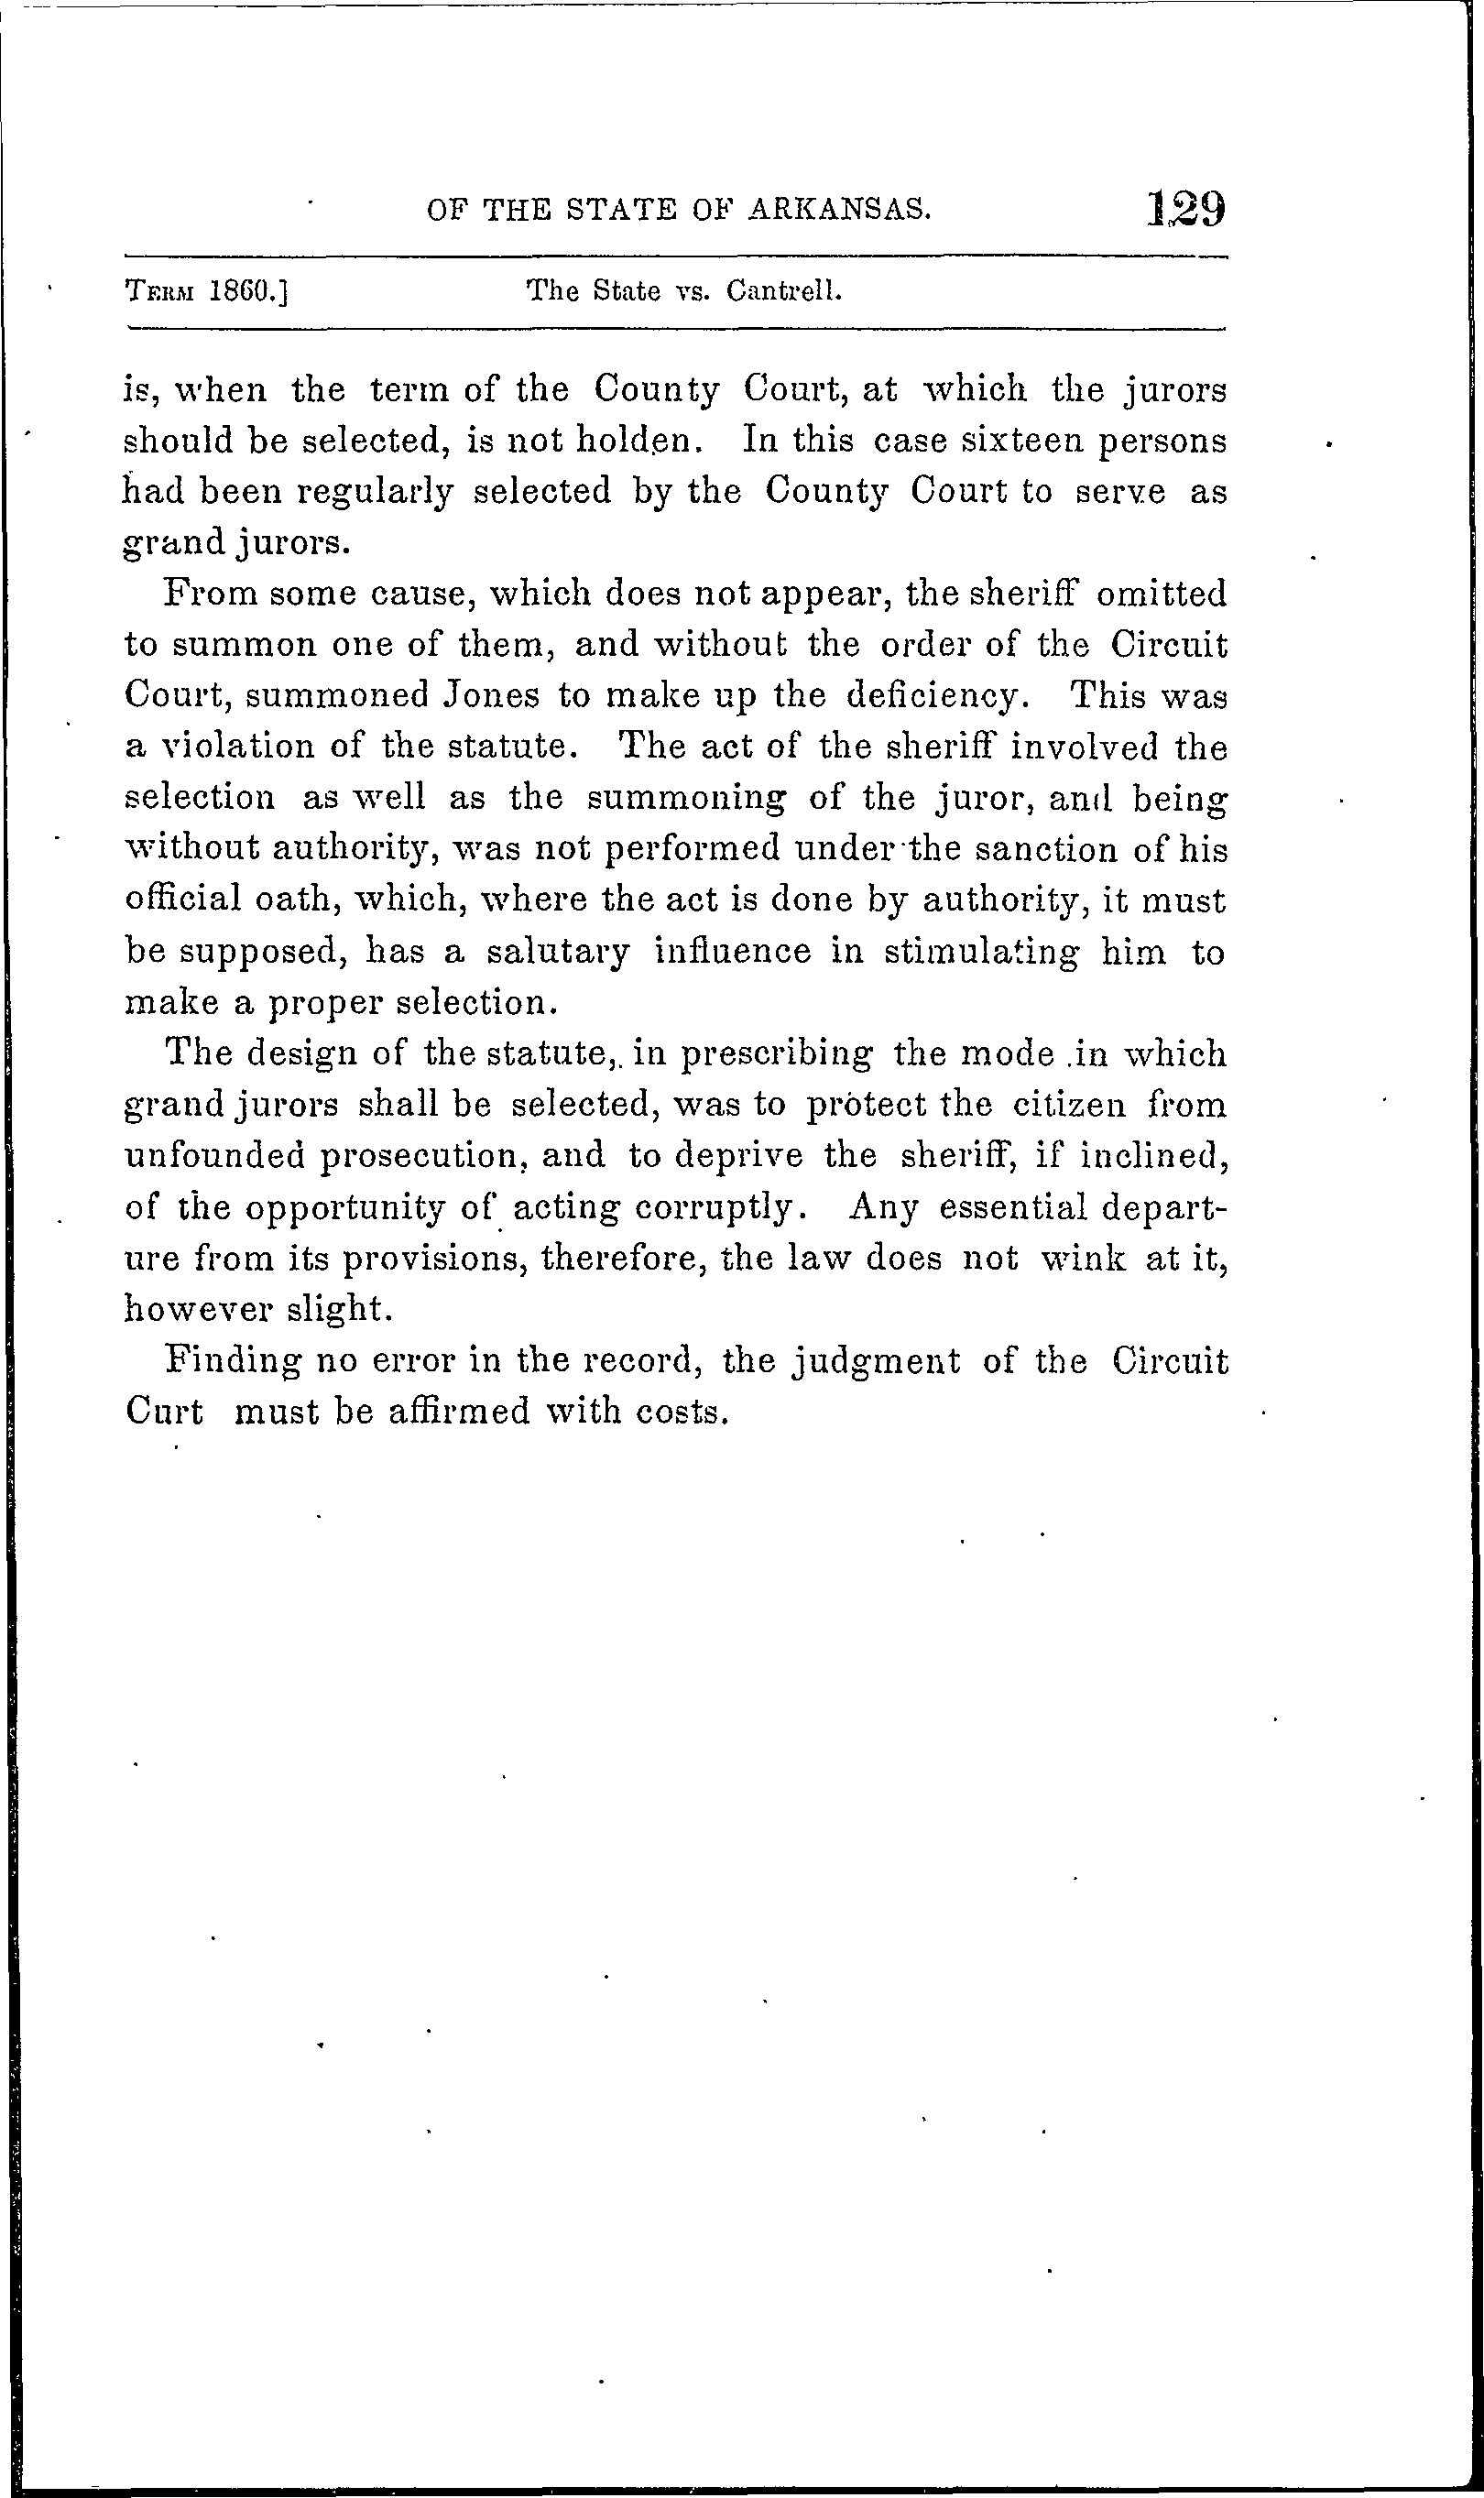 OF THE STATE OF ARKANSAS. 129
TERM 1860.] The State vs. Cantrell.
is, when the term of the County Court, at which the jurors
should be selected, is not holden. In this case sixteen persons
had been regularly selected by the County Court to serve as
grand jurors.
From some cause, which does not appear, the sheriff omitted
to summon one of them, and without the order of the Circuit
Court, summoned Jones to make up the deficiency. This was
a violation of the statute. The act of the sheriff involved the
selection as well as the summoning of the juror, and being
without authority, was not performed under the sanction of his
official oath, which, where the act is done by authority, it must
be supposed, has a salutary influence in stimulating him to
make a proper selection.
The design of the statute, in prescribing the mode in which
grand jurors shall be selected, was to protect the citizen from
unfounded prosecution, and to deprive the sheriff, if inclined,
of the opportunity of acting corruptly. Any essential depart-
ure from its provisions, therefore, the law does not wink at it,
however slight.
Finding no error in the record, the judgment of the Circuit
Curt must be affirmed with costs.